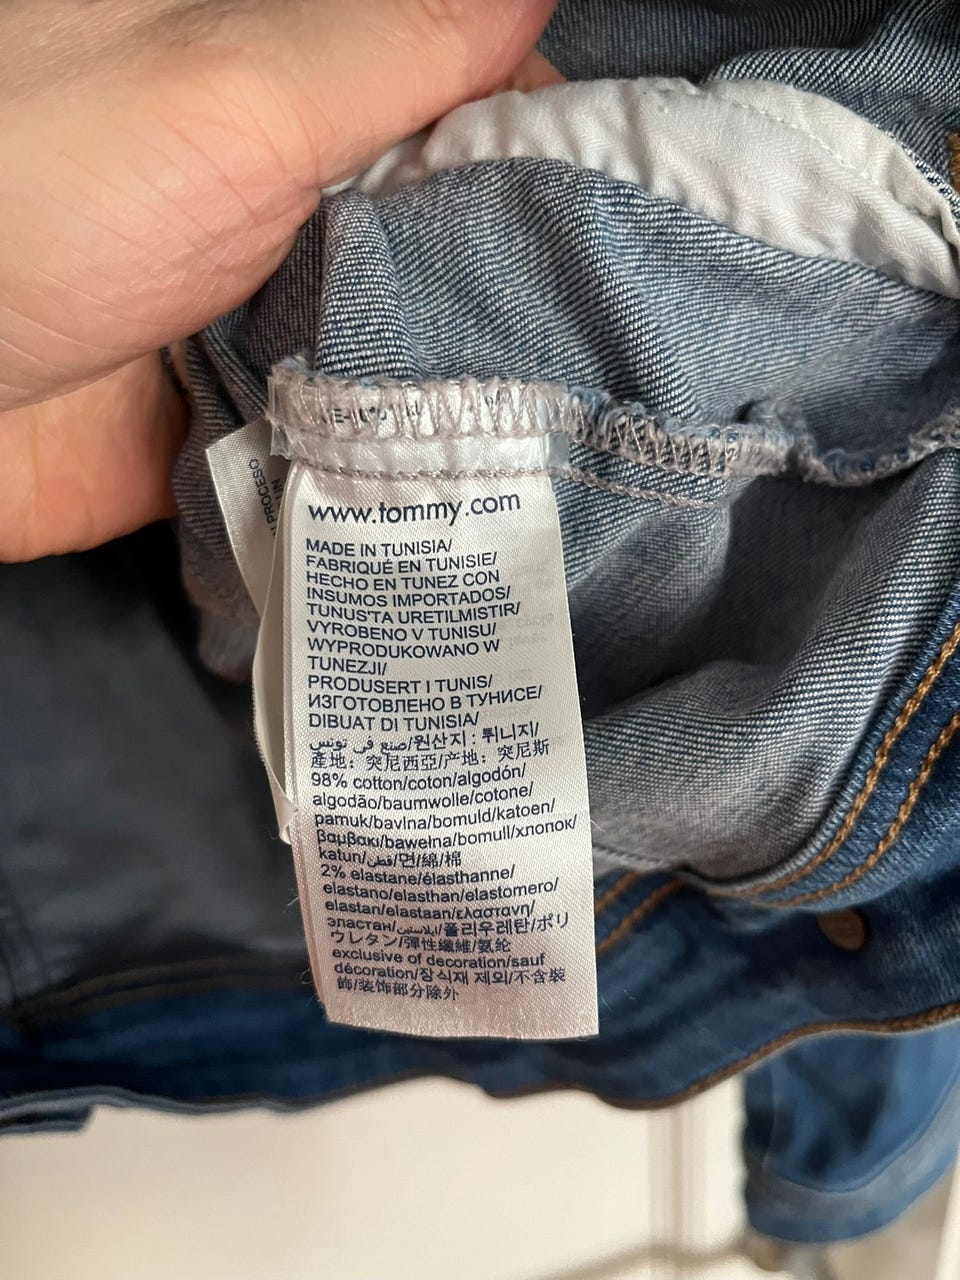 www.tommy.com
MADE IN TUNISIA/
FABRIQUÉ EN TUNISIE/
HECHO EN TUNEZ CON
INSUMOS IMPORTADOS/
TUNUS'TA URETILMISTIR/
VYROBENO V TUNISU/
WYPRODUKOWANO W
TUNEZJI/
PRODUSERT I TUNIS/
ИЗГОТОВЛЕНО В ТУНИСЕ/
DIBUAT DI TUNISIA/
صنع في تونس/원산지 : 튀니지/
產地：突尼西亞/产地：突尼斯
98% cotton/coton/algodón/
algodão/baumwolle/cotone/
pamuk/bavlna/bomuld/katoen/
βαμβακι/bawełna/bomull/хлопок/
katun/قطن/면/綿/棉
2% elastane/élasthanne/
elastano/elasthan/elastomero/
elastan/elastaan/ελαστανη/
эластан/ايلاستين/폴리우레탄/ポリ
ウレタン/彈性纖維/氨纶
exclusive of decoration/sauf
décoration/장식재 제외/不含裝
飾/装饰部分除外
PROCESO